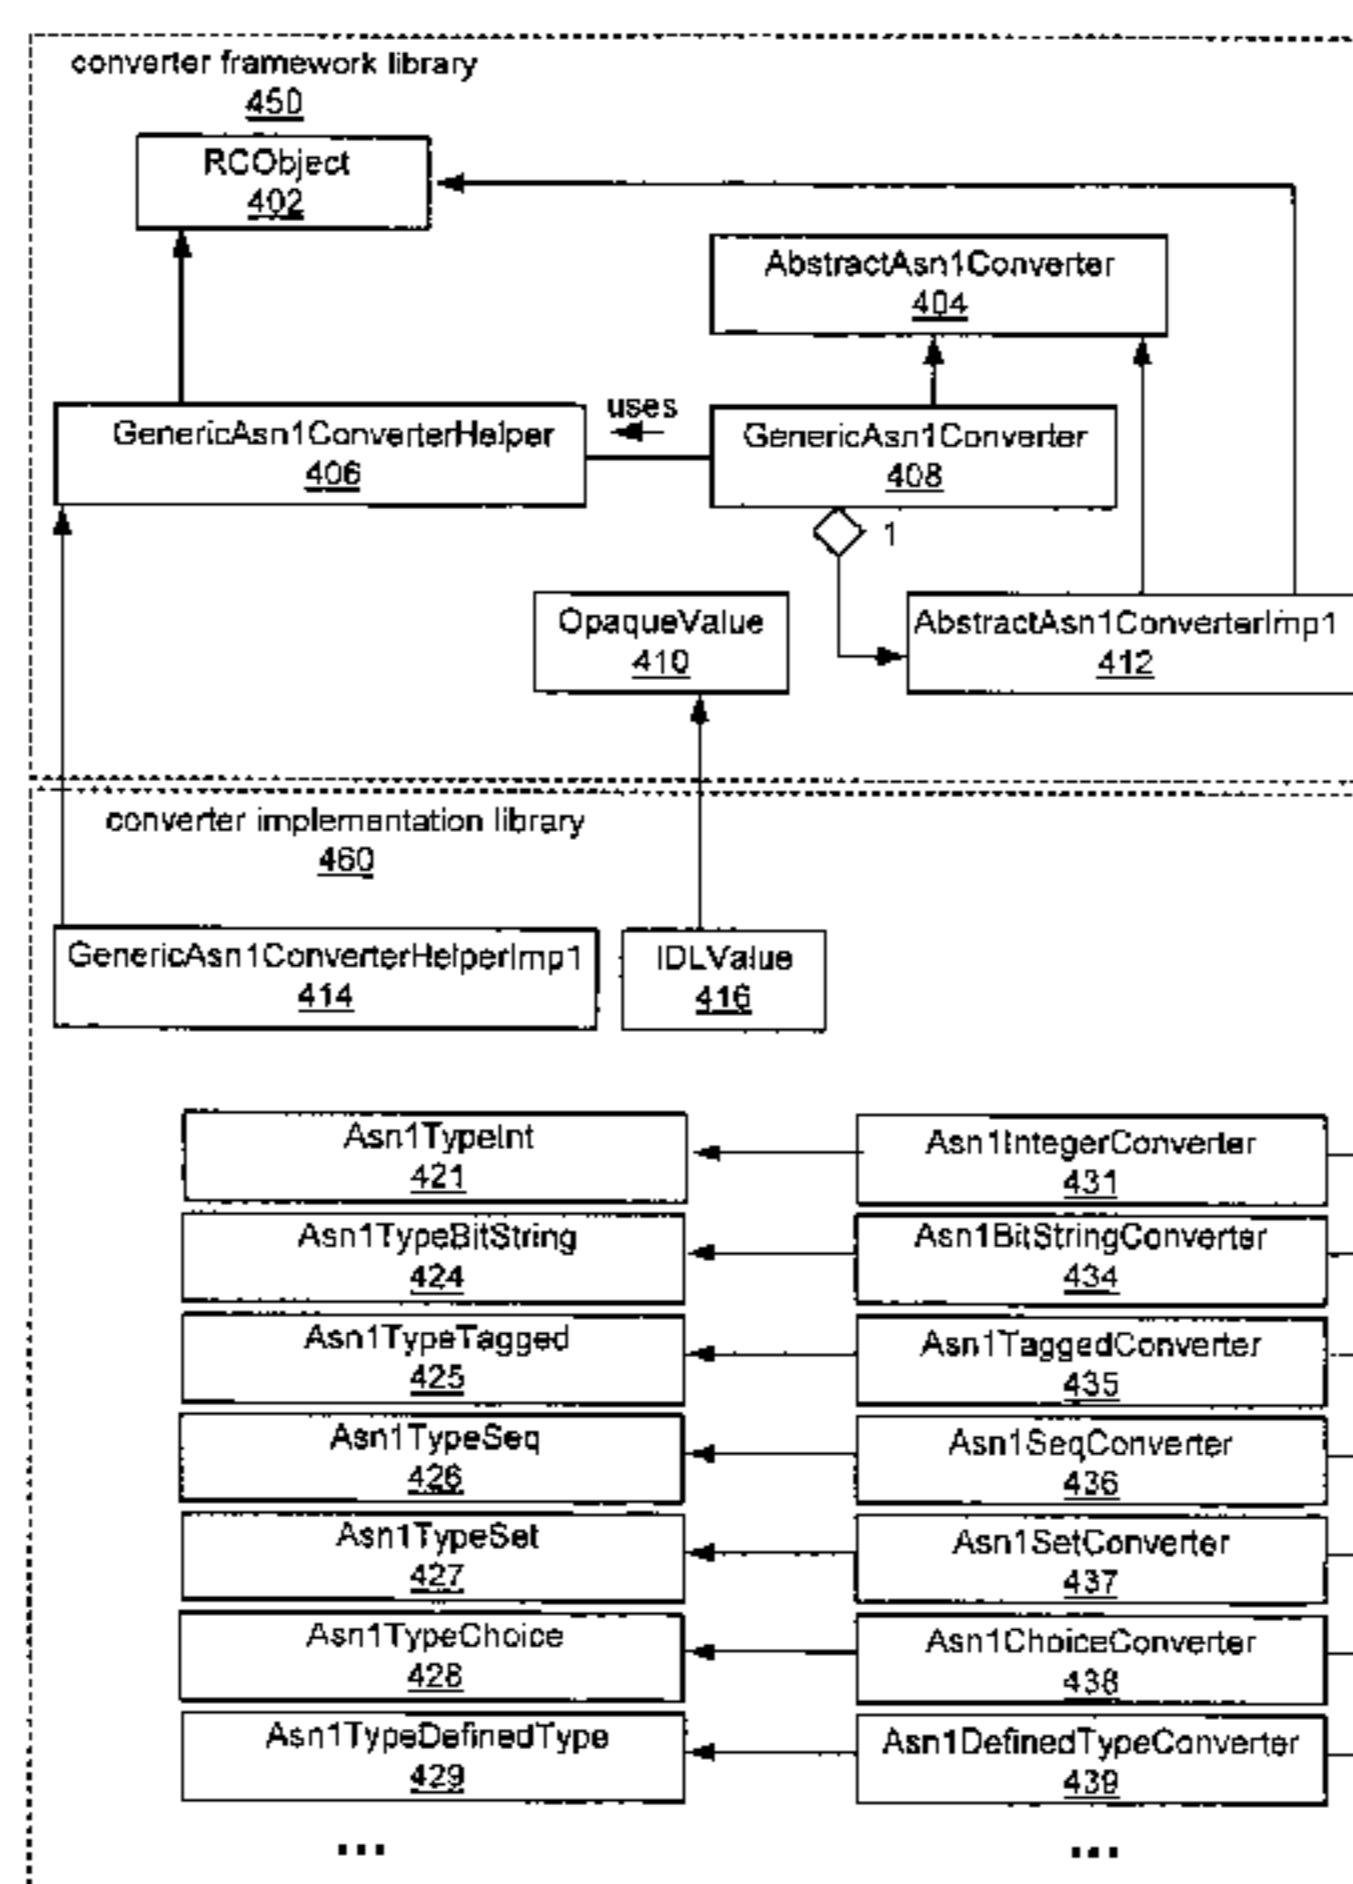 converter framework library
450
RCObject
402
AbstractAsn1Converter
404
uses
GenericAsn1ConverterHelper
406
GenericAsn1Converter
408
1
OpaqueValue
410
AbstractAsn1ConverterImp1
412
converter implementation library
460
GenericAsn1ConverterHelperImp1
414
IDLValue
416
Asn1TypeInt
421
Asn1IntegerConverter
431
Asn1TypeBitString
424
Asn1BitStringConverter
434
Asn1TypeTagged
425
Asn1TaggedConverter
435
Asn1TypeSeq
426
Asn1SeqConverter
436
Asn1TypeSet
427
Asn1SetConverter
437
Asn1TypeChoice
428
Asn1ChoiceConverter
438
Asn1TypeDefinedType
429
Asn1DefinedTypeConverter
439
...
...